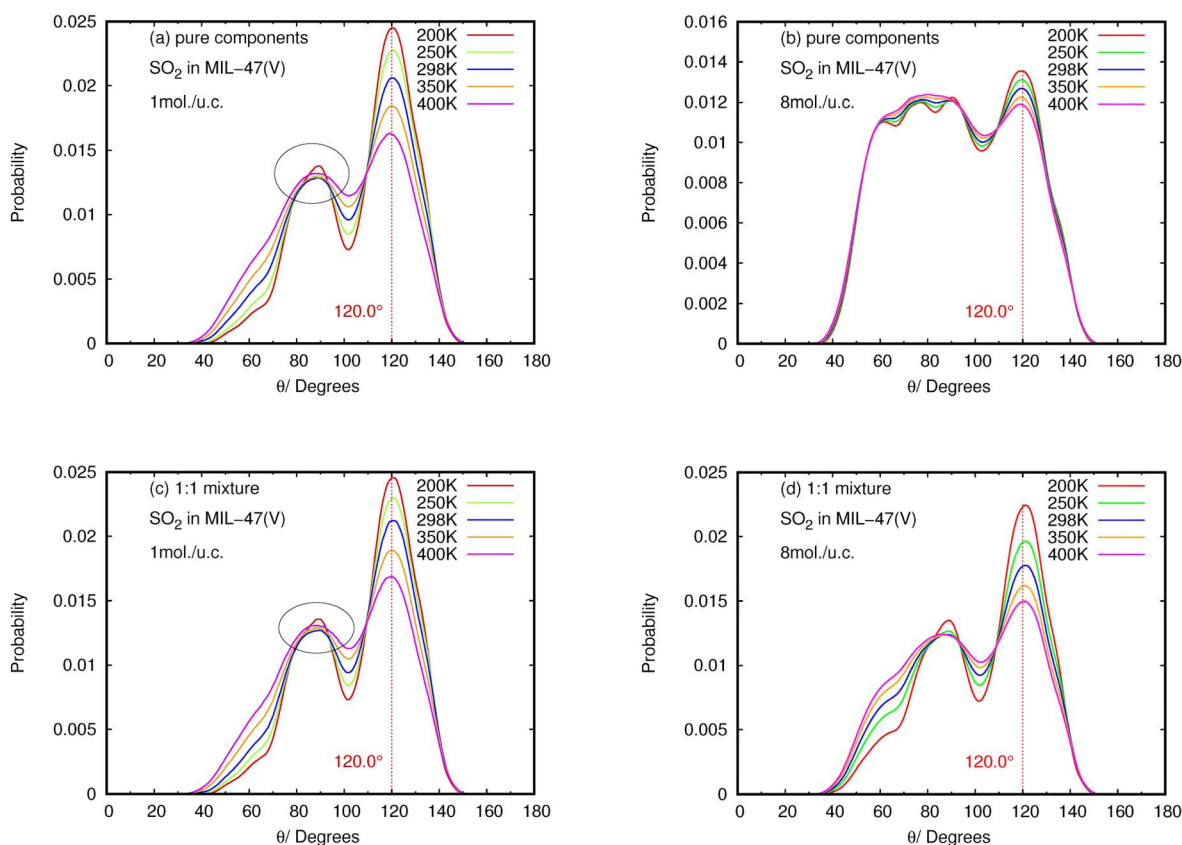 0.025
0.02
0.015
0.01
0.005
0
Probability
(a) pure components
SO₂ in MIL−47(V)
1mol./u.c.
200K
250K
298K
350K
400K
120.0°
0 20 40 60 80 100 120 140 160 180
θ/ Degrees
0.016
0.014
0.012
0.01
0.008
0.006
0.004
0.002
0
Probability
(b) pure components
SO₂ in MIL−47(V)
8mol./u.c.
200K
250K
298K
350K
400K
120.0°
0 20 40 60 80 100 120 140 160 180
θ/ Degrees
0.025
0.02
0.015
0.01
0.005
0
Probability
(c) 1:1 mixture
SO₂ in MIL−47(V)
1mol./u.c.
200K
250K
298K
350K
400K
120.0°
0 20 40 60 80 100 120 140 160 180
θ/ Degrees
0.025
0.02
0.015
0.01
0.005
0
Probability
(d) 1:1 mixture
SO₂ in MIL−47(V)
8mol./u.c.
200K
250K
298K
350K
400K
120.0°
0 20 40 60 80 100 120 140 160 180
θ/ Degrees